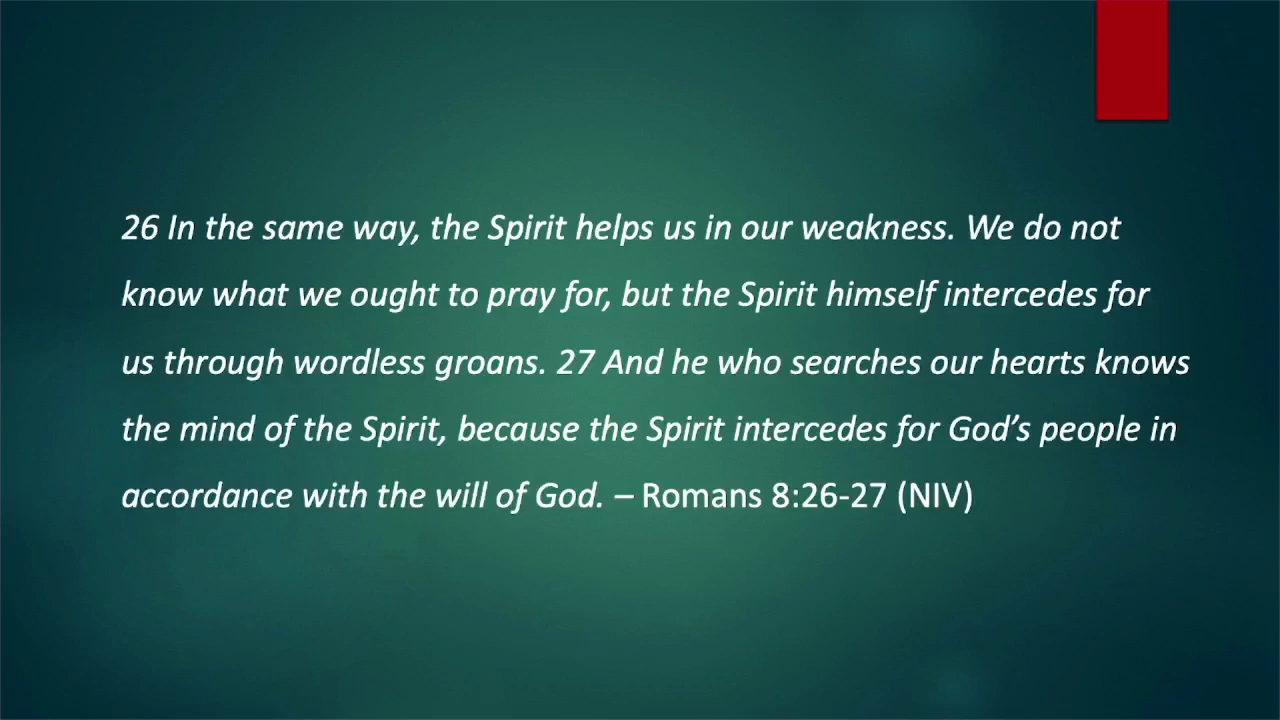 26 In the same way, the Spirit helps us in our weakness. We do not
know what we ought to pray for, but the Spirit himself intercedes for
us through wordless groans. 27 And he who searches our hearts knows
the mind of the Spirit, because the Spirit intercedes for God’s people in
accordance with the will of God. – Romans 8:26-27 (NIV)